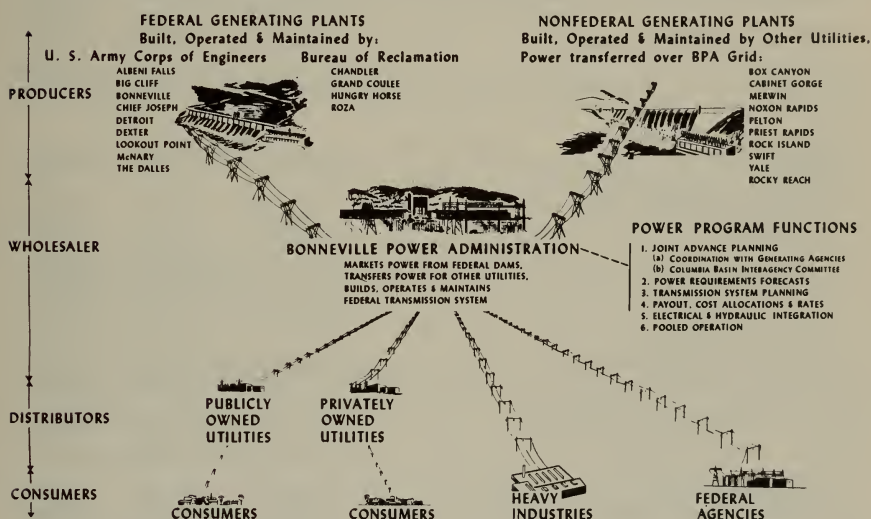 FEDERAL GENERATING PLANTS
Built, Operated & Maintained by:
U. S. Army Corps of Engineers
ALBENI FALLS
BIG CLIFF
BONNEVILLE
CHIEF JOSEPH
DETROIT
DEXTER
LOOKOUT POINT
McNARY
THE DALLES
Bureau of Reclamation
CHANDLER
GRAND COULEE
HUNGRY HORSE
ROZA
NONFEDERAL GENERATING PLANTS
Built, Operated & Maintained by Other Utilities,
Power transferred over BPA Grid:
BOX CANYON
CABINET GORGE
MERWIN
NOXON RAPIDS
PELTON
PRIEST RAPIDS
ROCK ISLAND
SWIFT
YALE
ROCKY REACH
PRODUCERS
WHOLESALER
BONNEVILLE POWER ADMINISTRATION
MARKETS POWER FROM FEDERAL DAMS,
TRANSFERS POWER FOR OTHER UTILITIES,
BUILDS, OPERATES & MAINTAINS
FEDERAL TRANSMISSION SYSTEM
POWER PROGRAM FUNCTIONS
1. JOINT ADVANCE PLANNING
(a) COORDINATION WITH GENERATING AGENCIES
(b) COLUMBIA BASIN INTERAGENCY COMMITTEE
2. POWER REQUIREMENTS FORECASTS
3. TRANSMISSION SYSTEM PLANNING
4. PAYOUT, COST ALLOCATIONS & RATES
5. ELECTRICAL & HYDRAULIC INTEGRATION
6. POOLED OPERATION
DISTRIBUTORS
PUBLICLY
OWNED
UTILITIES
PRIVATELY
OWNED
UTILITIES
CONSUMERS
CONSUMERS
CONSUMERS
HEAVY
INDUSTRIES
FEDERAL
AGENCIES